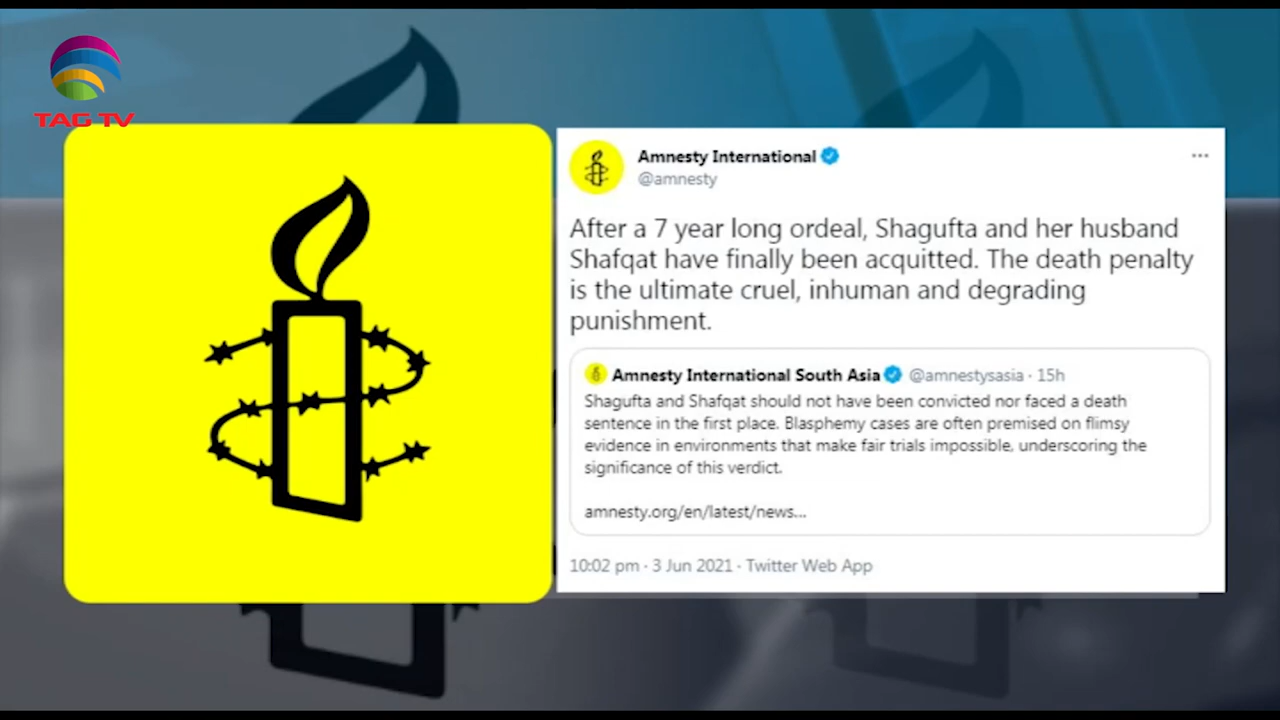 TAG TV
Amnesty International
@amnesty
After a 7 year long ordeal, Shagufta and her husband
Shafqat have finally been acquitted. The death penalty
is the ultimate cruel, inhuman and degrading
punishment.
Amnesty International South Asia @amnestysasia · 15h
Shagufta and Shafqat should not have been convicted nor faced a death
sentence in the first place. Blasphemy cases are often premised on flimsy
evidence in environments that make fair trials impossible, underscoring the
significance of this verdict.
amnesty.org/en/latest/news...
10:02 pm · 3 Jun 2021 · Twitter Web App